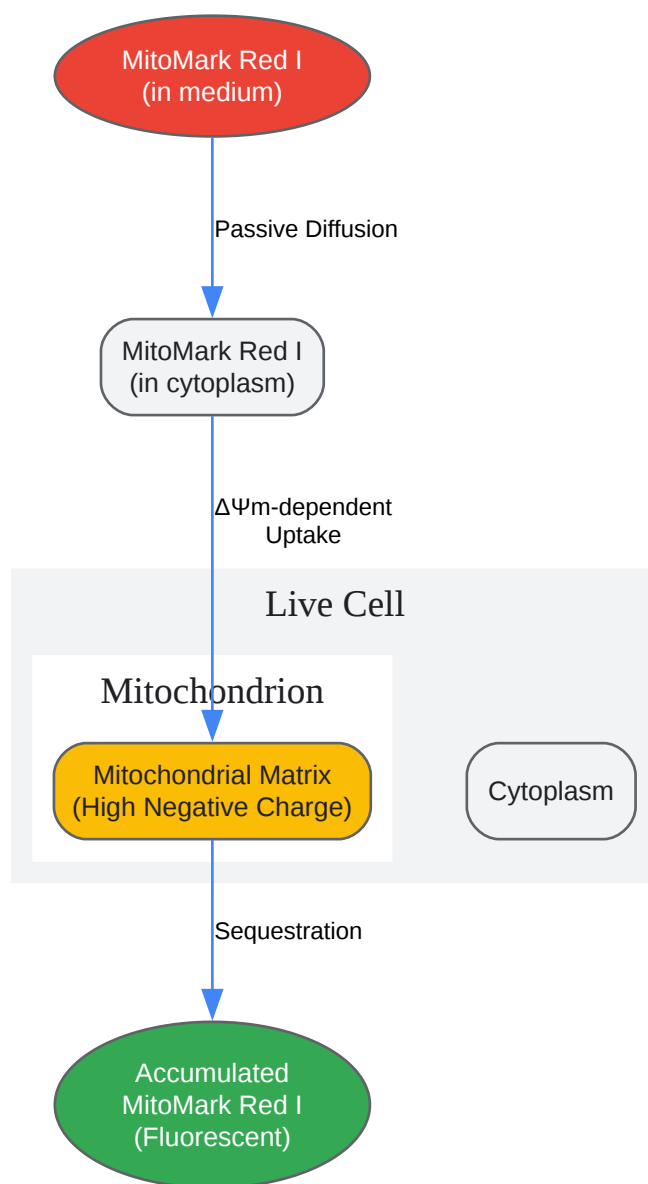 MitoMark Red I
(in medium)
Passive Diffusion
MitoMark Red I
(in cytoplasm)
ΔΨm-dependent
Uptake
Live Cell
Mitochondrion
Mitochondrial Matrix
(High Negative Charge)
Cytoplasm
Sequestration
Accumulated
MitoMark Red I
(Fluorescent)